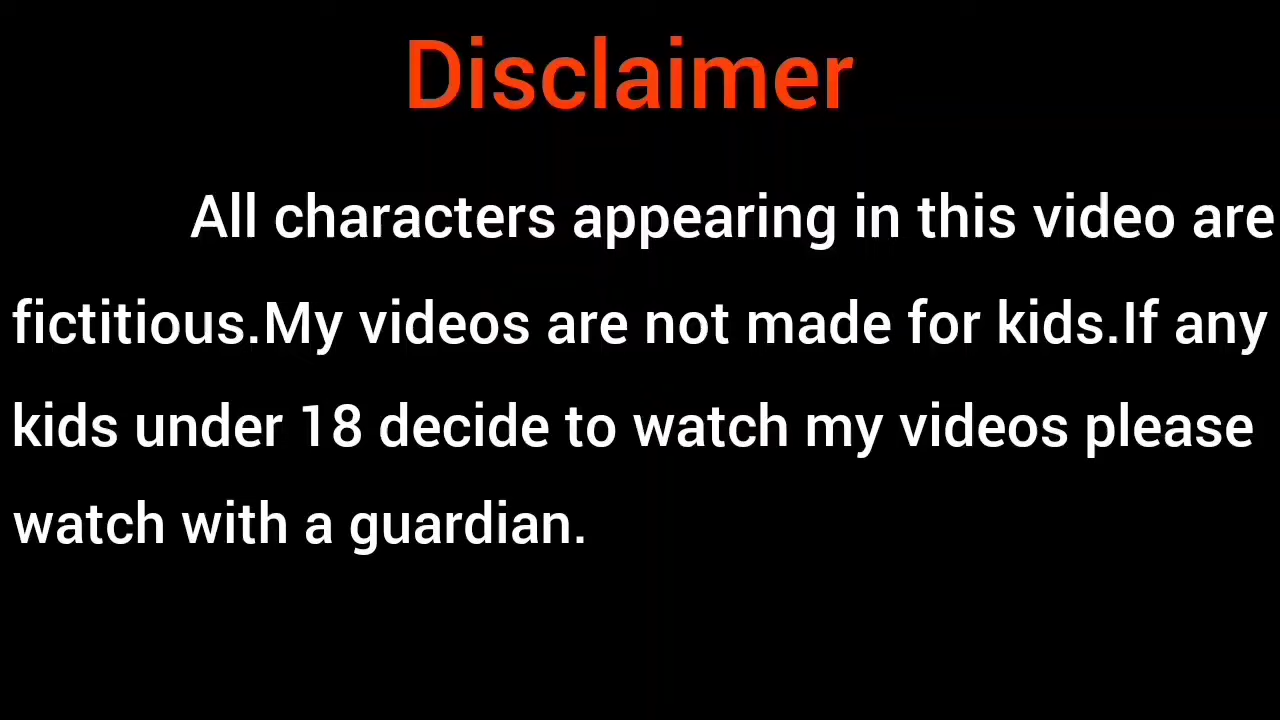 Disclaimer
All characters appearing in this video are
fictitious.My videos are not made for kids.If any
kids under 18 decide to watch my videos please
watch with a guardian.